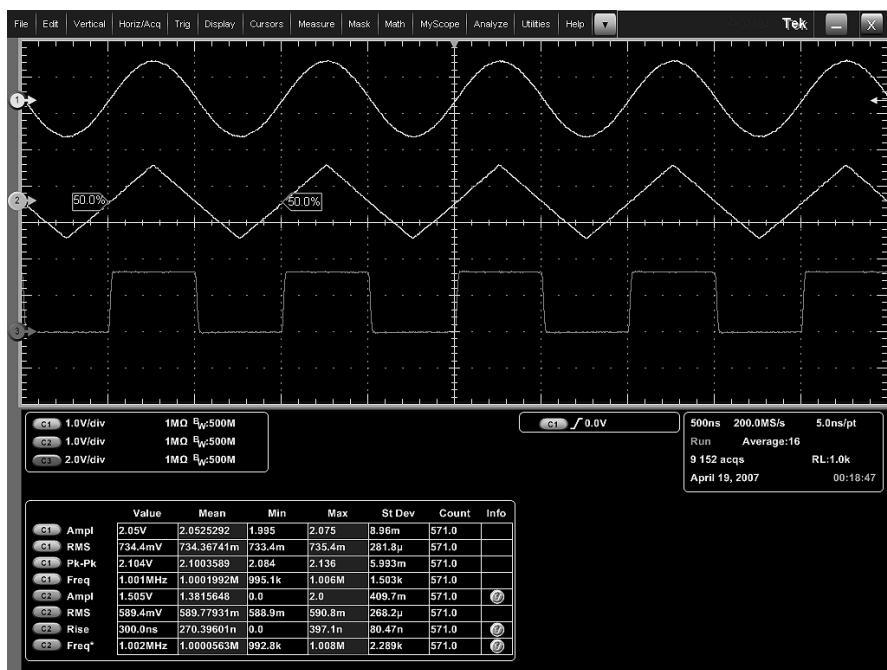 File Edit Vertical Horiz/Acq Trig Display Cursors Measure Mask Math MyScope Analyze Utilities Help Tek X
1
50.0% 50.0%
2
3
C1 1.0V/div 1MΩ BW:500M
C2 1.0V/div 1MΩ BW:500M
C3 2.0V/div 1MΩ BW:500M
C1 0.0V
500ns 200.0MS/s 5.0ns/pt
Run Average:16
9 152 acqs RL:1.0k
April 19, 2007 00:18:47
Value Mean Min Max St Dev Count Info
C1 Ampl 2.05V 2.0525292 1.995 2.075 8.96m 571.0
C1 RMS 734.4mV 734.36741m 733.4m 735.4m 281.8µ 571.0
C1 Pk-Pk 2.104V 2.1003589 2.084 2.136 5.993m 571.0
C1 Freq 1.001MHz 1.0001992M 995.1k 1.006M 1.503k 571.0
C2 Ampl 1.505V 1.3815648 0.0 2.0 409.7m 571.0
C2 RMS 589.4mV 589.77931m 588.9m 590.8m 268.2µ 571.0
C2 Rise 300.0ns 270.39601n 0.0 397.1n 80.47n 571.0
C2 Freq* 1.002MHz 1.0000563M 992.8k 1.008M 2.289k 571.0